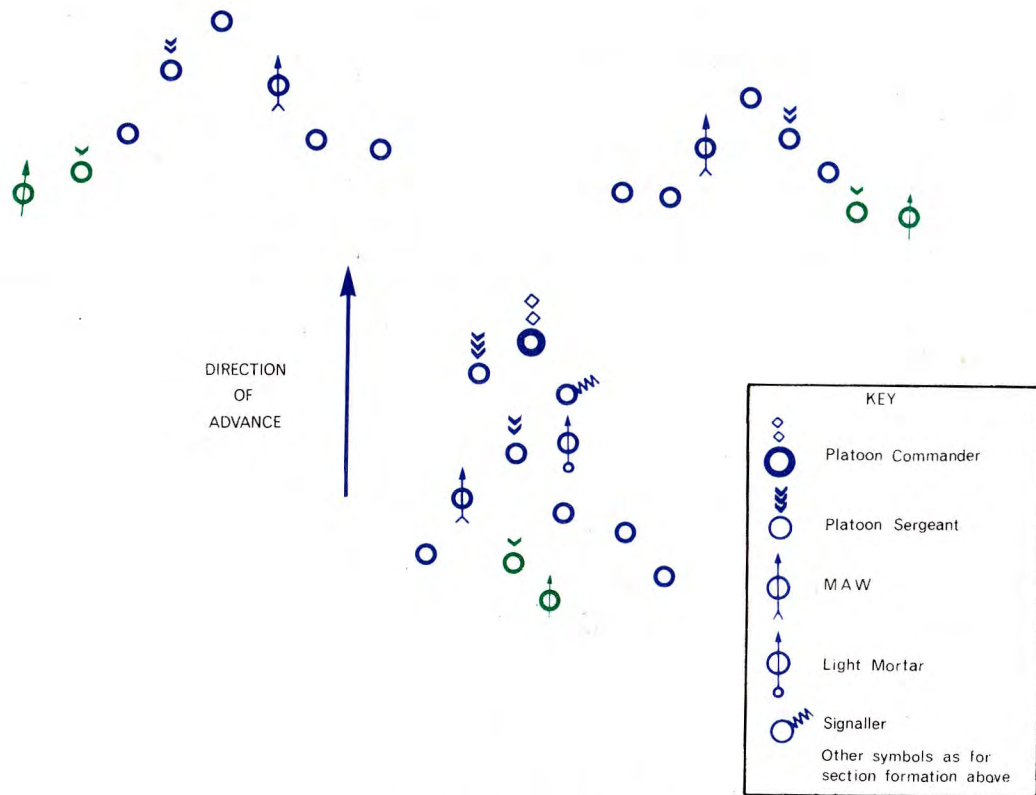 DIRECTION
OF
ADVANCE
KEY
Platoon Commander
Platoon Sergeant
MAW
Light Mortar
Signaller
Other symbols as for
section formation above